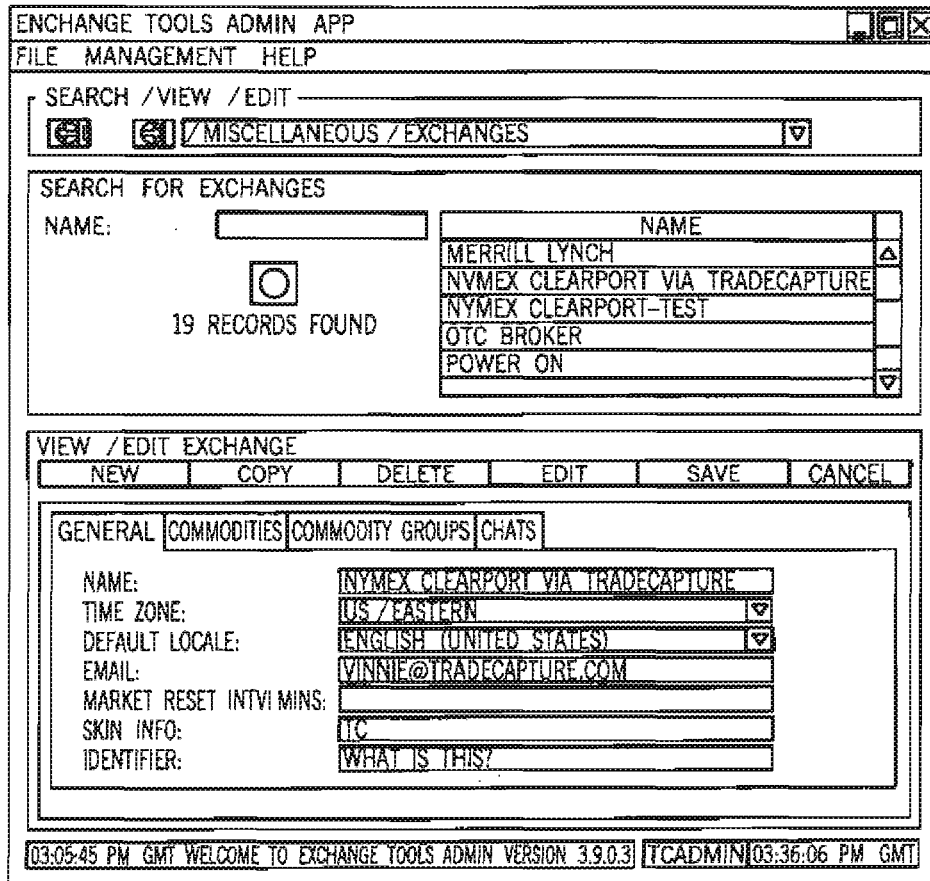 ENCHANGE TOOLS ADMIN APP
FILE MANAGEMENT HELP
SEARCH /VIEW /EDIT
/ MISCELLANEOUS / EXCHANGES
SEARCH FOR EXCHANGES
NAME:
19 RECORDS FOUND
NAME
MERRILL LYNCH
NVMEX CLEARPORT VIA TRADECAPTURE
NYMEX CLEARPORT-TEST
OTC BROKER
POWER ON
VIEW /EDIT EXCHANGE
NEW COPY DELETE EDIT SAVE CANCEL
GENERAL COMMODITIES COMMODITY GROUPS CHATS
NAME: NYMEX CLEARPORT VIA TRADECAPTURE
TIME ZONE: US / EASTERN
DEFAULT LOCALE: ENGLISH (UNITED STATES)
EMAIL: VINNIE@TRADECAPTURE.COM
MARKET RESET INTVI MINS:
SKIN INFO: TC
IDENTIFIER: WHAT IS THIS?
03:05:45 PM GMT WELCOME TO EXCHANGE TOOLS ADMIN VERSION 3.9.0.3 TCADMIN 03:36:06 PM GMT